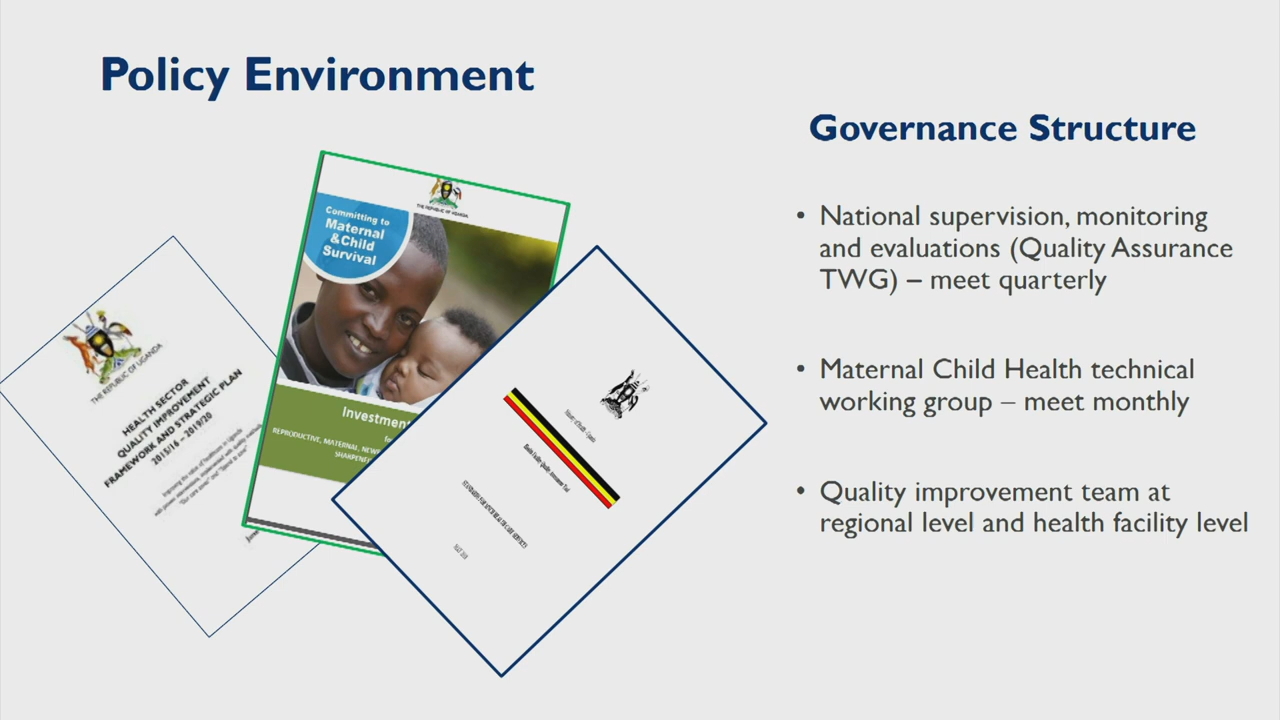 Policy Environment
Governance Structure
• National supervision, monitoring
and evaluations (Quality Assurance
TWG) – meet quarterly
• Maternal Child Health technical
working group – meet monthly
• Quality improvement team at
regional level and health facility level
THE REPUBLIC OF UGANDA
HEALTH SECTOR
QUALITY IMPROVEMENT
FRAMEWORK AND STRATEGIC PLAN
2015/16 – 2019/20
THE REPUBLIC OF UGANDA
Committing to
Maternal
&Child
Survival
Investment
REPRODUCTIVE, MATERNAL,